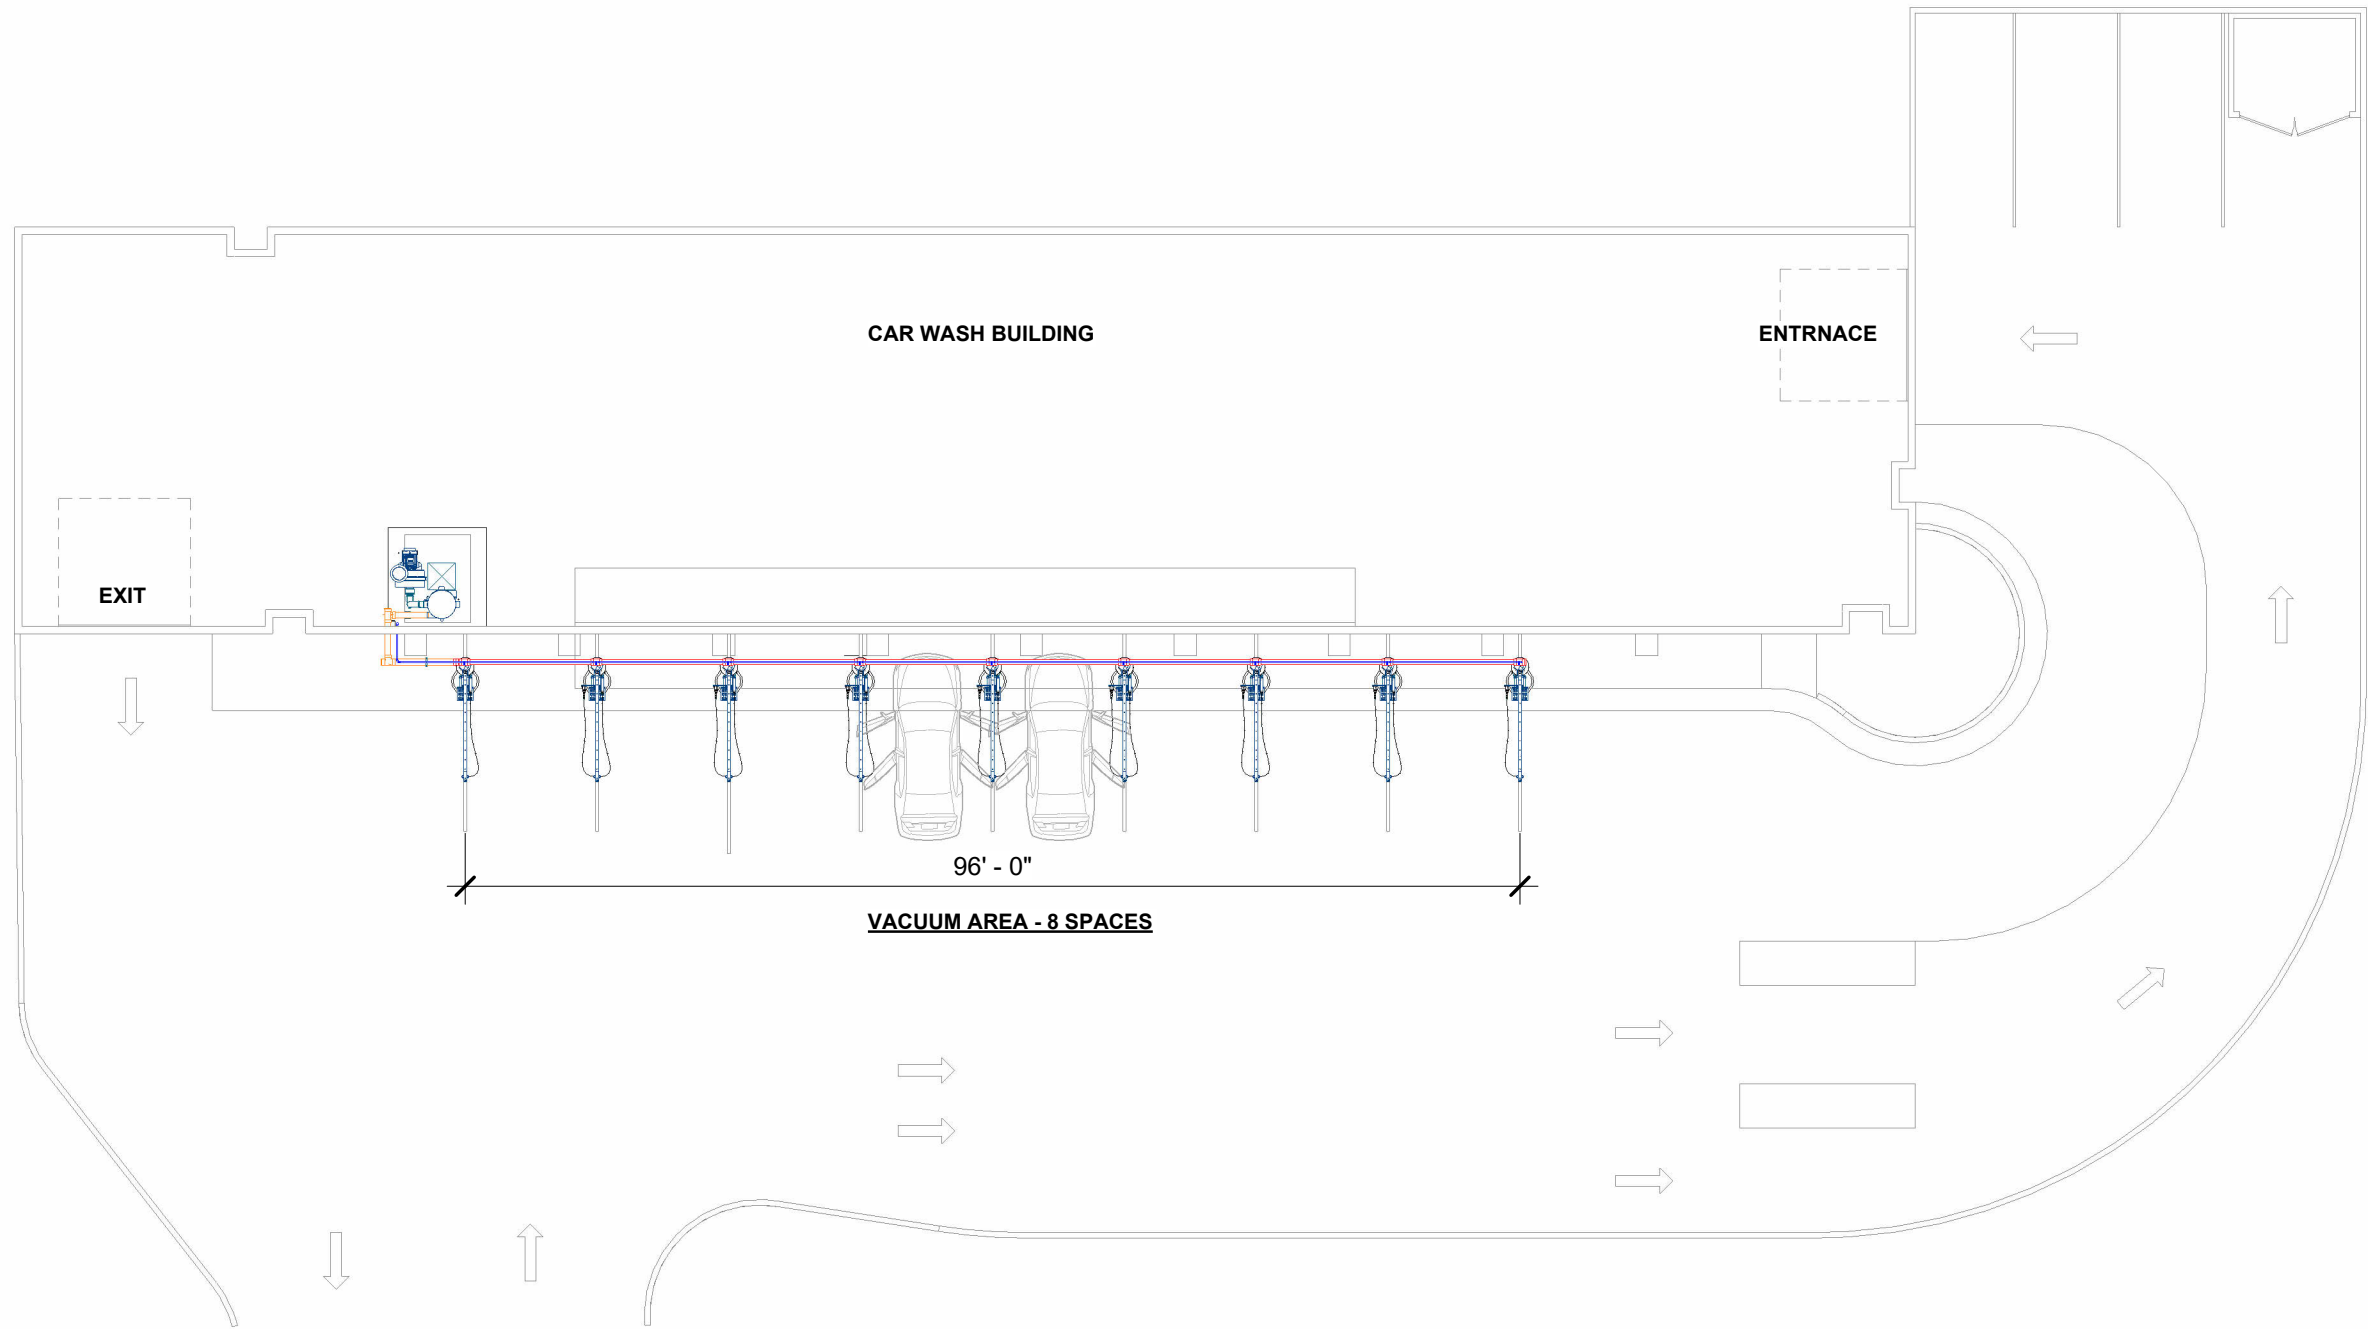 CAR WASH BUILDING
ENTRNACE
EXIT
96' - 0"
VACUUM AREA - 8 SPACES